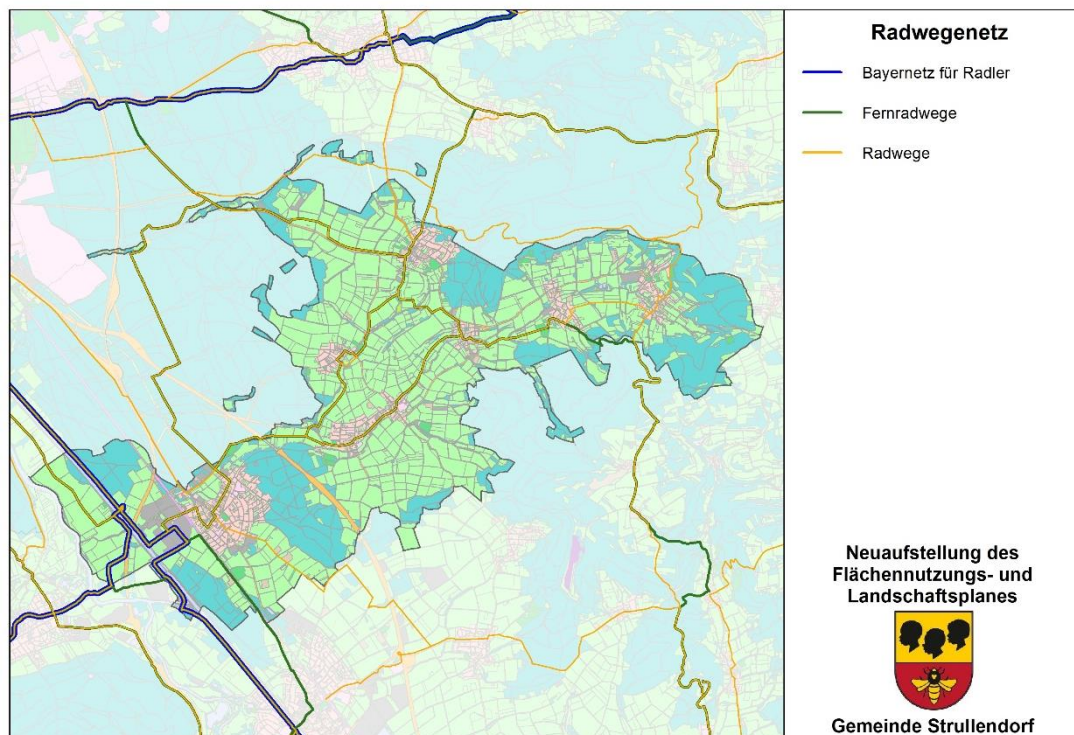 Radwegenetz
Bayernetz für Radler
Fernradwege
Radwege
Neuaufstellung des
Flächennutzungs- und
Landschaftsplanes
Gemeinde Strullendorf